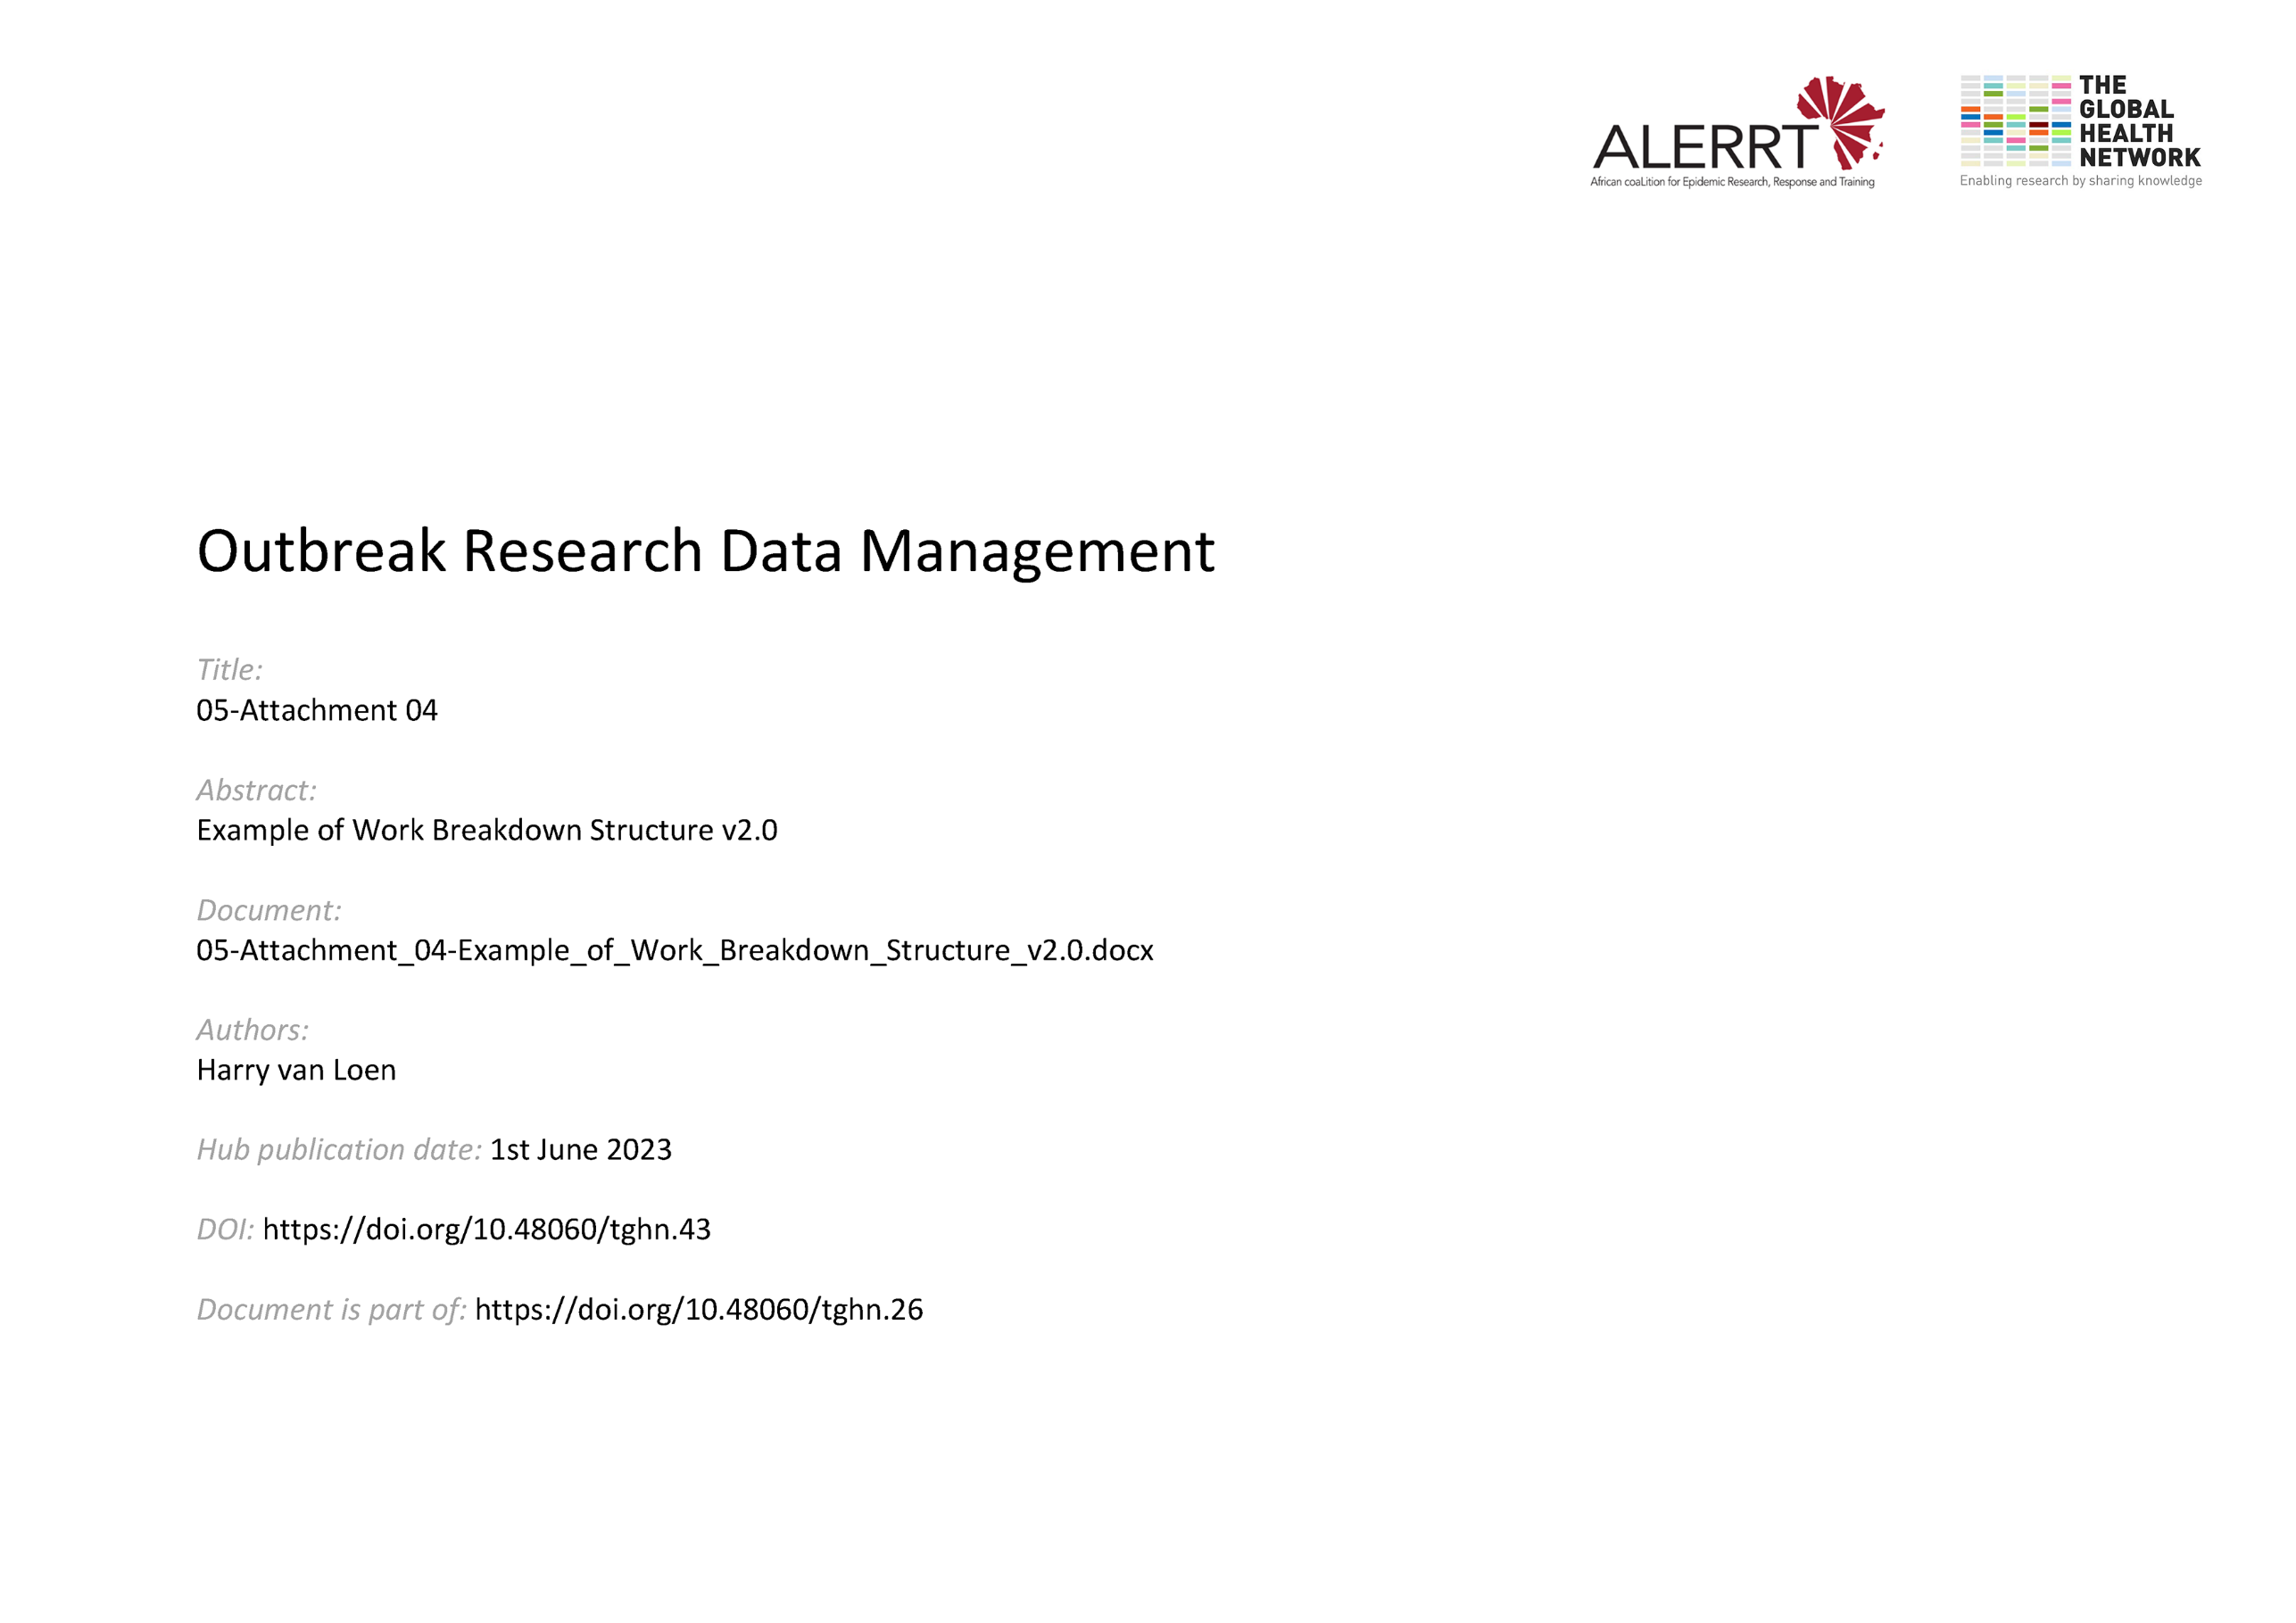 ALERRT
African coaLition for Epidemic Research, Response and Training
THE
GLOBAL
HEALTH
NETWORK
Enabling research by sharing knowledge
Outbreak Research Data Management
Title:
05-Attachment 04
Abstract:
Example of Work Breakdown Structure v2.0
Document:
05-Attachment_04-Example_of_Work_Breakdown_Structure_v2.0.docx
Authors:
Harry van Loen
Hub publication date: 1st June 2023
DOI: https://doi.org/10.48060/tghn.43
Document is part of: https://doi.org/10.48060/tghn.26